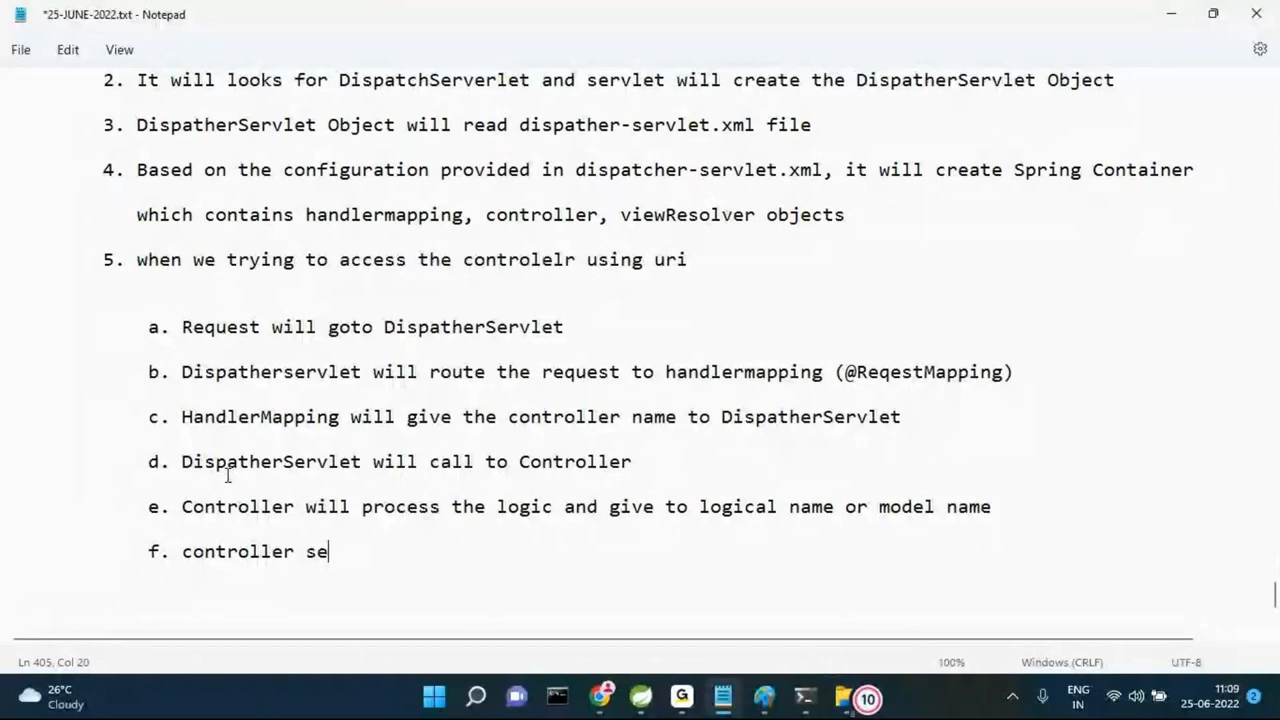 *25-JUNE-2022.txt - Notepad
File Edit View
2. It will looks for DispatchServerlet and servlet will create the DispatherServlet Object
3. DispatherServlet Object will read dispather-servlet.xml file
4. Based on the configuration provided in dispatcher-servlet.xml, it will create Spring Container
which contains handlermapping, controller, viewResolver objects
5. when we trying to access the controlelr using uri
a. Request will goto DispatherServlet
b. Dispatherservlet will route the request to handlermapping (@ReqestMapping)
c. HandlerMapping will give the controller name to DispatherServlet
d. DispatherServlet will call to Controller
e. Controller will process the logic and give to logical name or model name
f. controller se
Ln 405, Col 20 100% Windows (CRLF) UTF-8
26°C
Cloudy
G
10
ENG
IN
11:09
25-06-2022
2